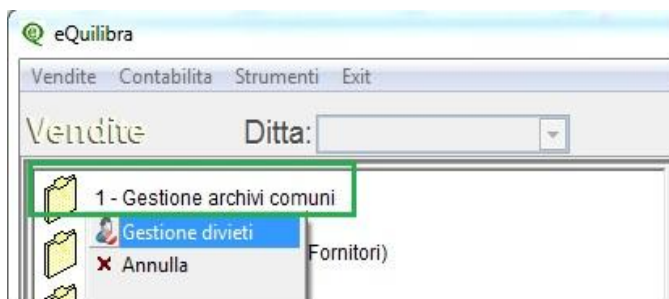 eQuilibra
Vendite Contabilita Strumenti Exit
Vendite Ditta:
1 - Gestione archivi comuni
Gestione divieti
Fornitori)
Annulla